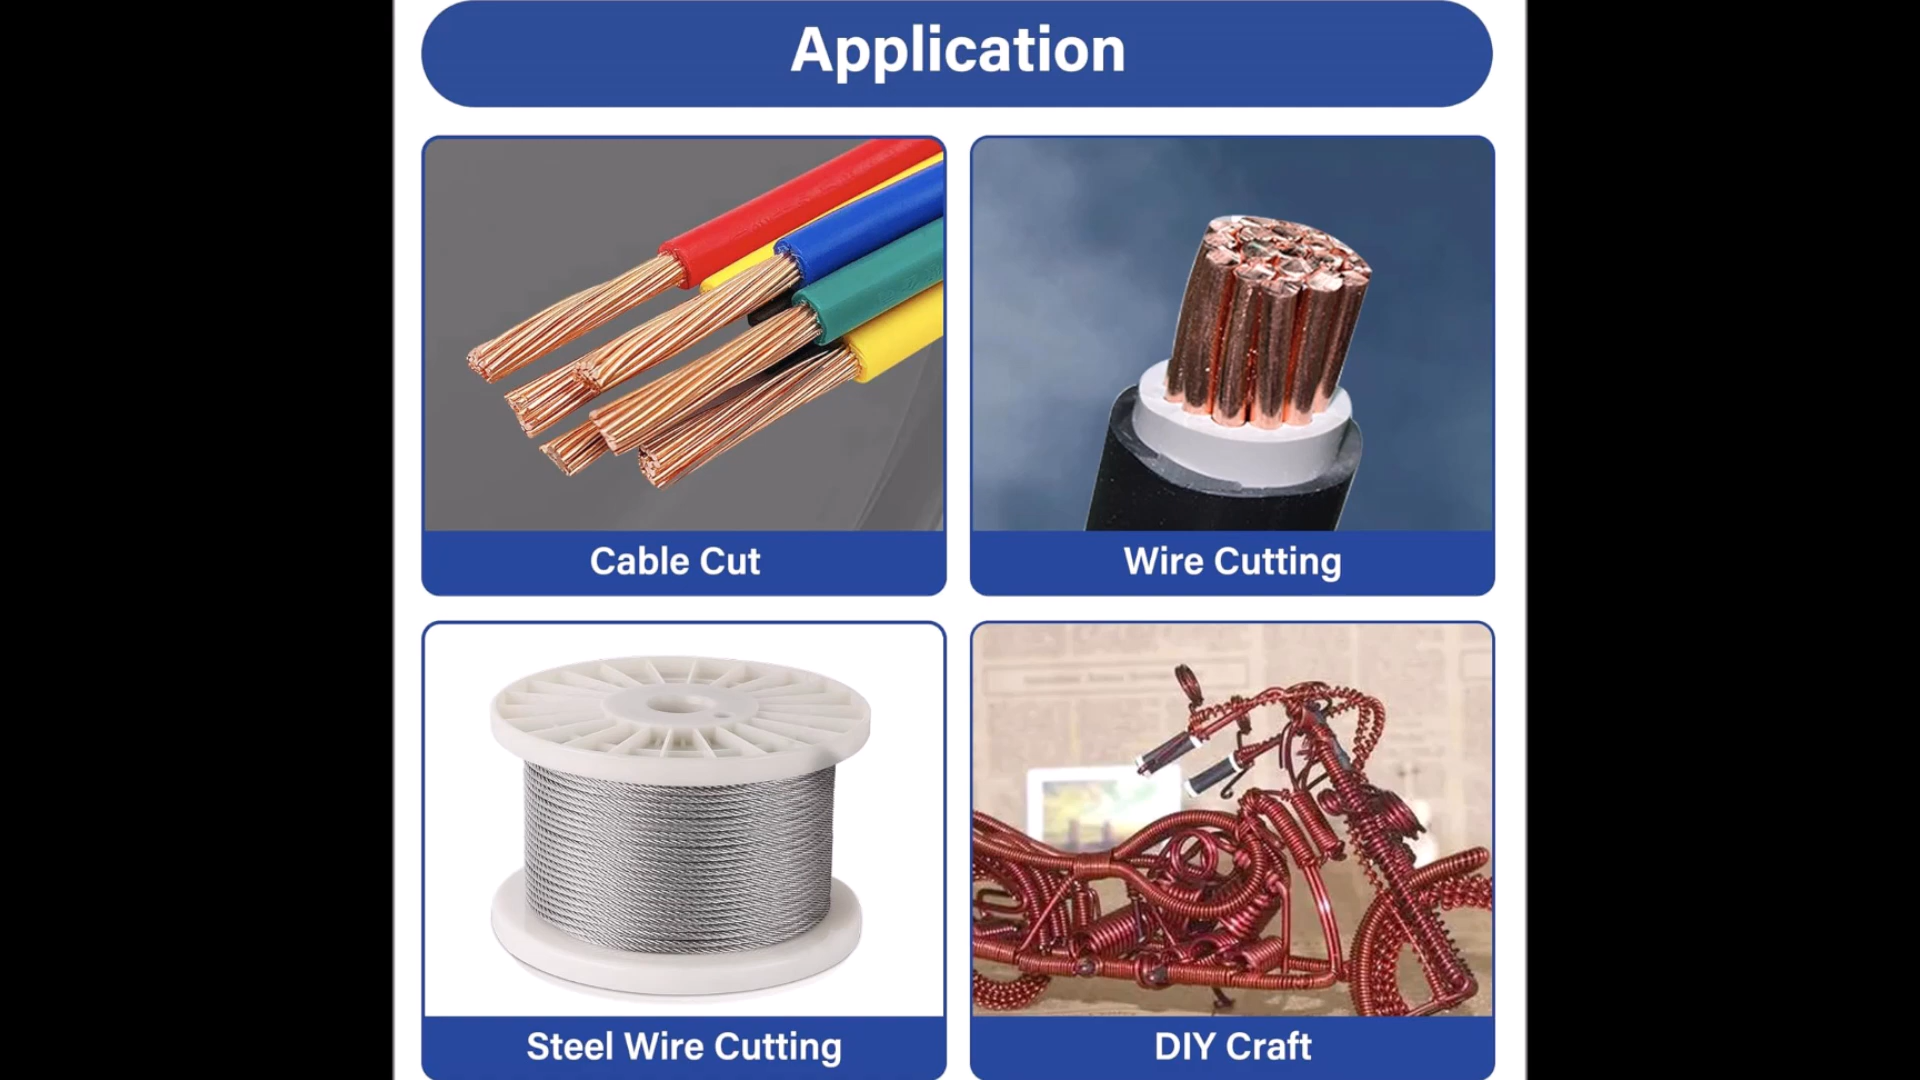 Application
Cable Cut
Wire Cutting
Steel Wire Cutting
DIY Craft